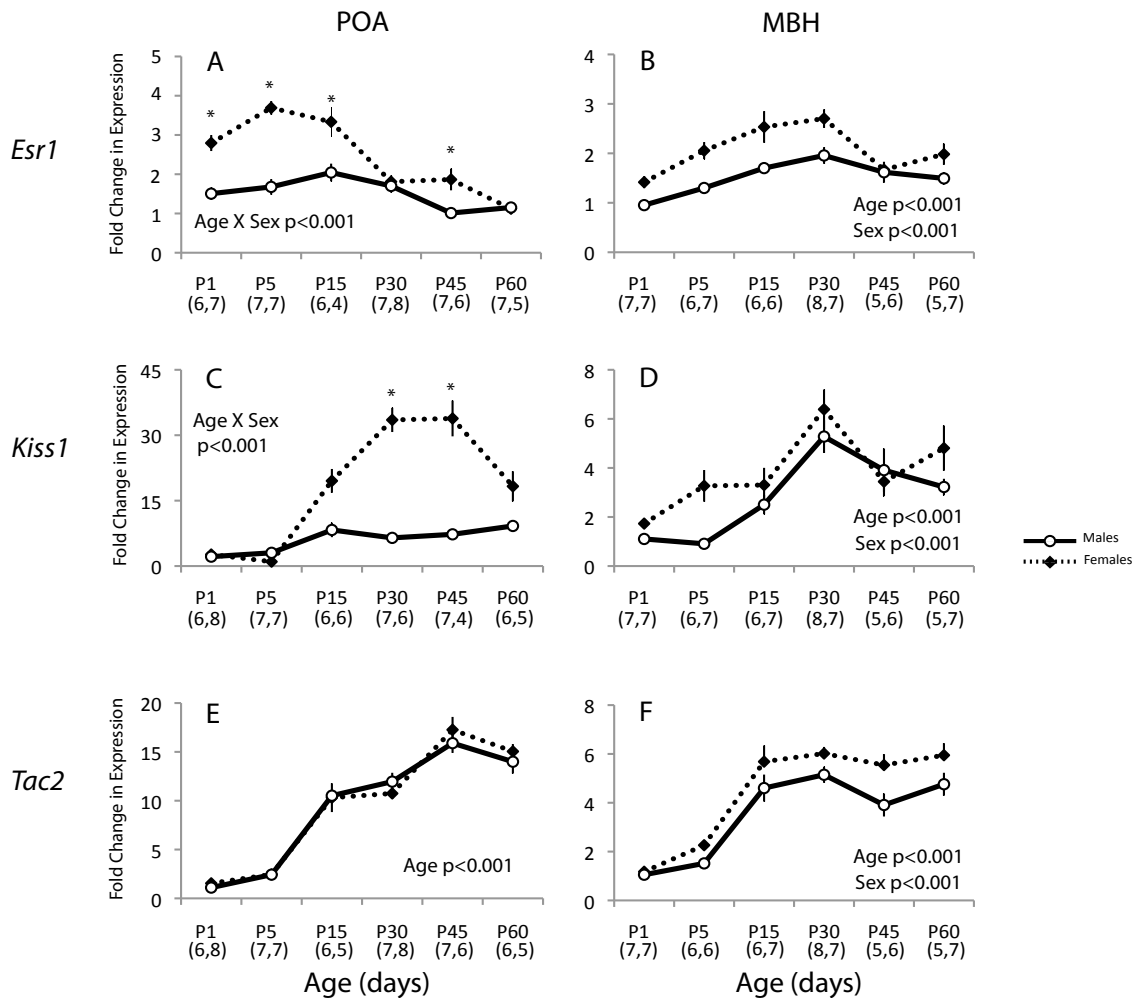 POA
MBH
Esr1
Fold Change in Expression
A
5
4
3
2
1
0
*
*
*
*
Age X Sex p<0.001
P1 P5 P15 P30 P45 P60
(6,7) (7,7) (6,4) (7,8) (7,6) (7,5)
B
4
3
2
1
0
Age p<0.001
Sex p<0.001
P1 P5 P15 P30 P45 P60
(7,7) (6,7) (6,6) (8,7) (5,6) (5,7)
Kiss1
Fold Change in Expression
C
45
30
15
0
Age X Sex
p<0.001
*
*
P1 P5 P15 P30 P45 P60
(6,8) (7,7) (6,6) (7,6) (7,4) (6,5)
D
8
6
4
2
0
Age p<0.001
Sex p<0.001
P1 P5 P15 P30 P45 P60
(7,7) (6,7) (6,7) (8,7) (5,6) (5,7)
Males
Females
Tac2
Fold Change in Expression
E
20
15
10
5
0
Age p<0.001
P1 P5 P15 P30 P45 P60
(6,8) (7,7) (6,5) (7,8) (7,6) (6,5)
Age (days)
F
8
6
4
2
0
Age p<0.001
Sex p<0.001
P1 P5 P15 P30 P45 P60
(7,7) (6,6) (6,7) (8,7) (5,6) (5,7)
Age (days)